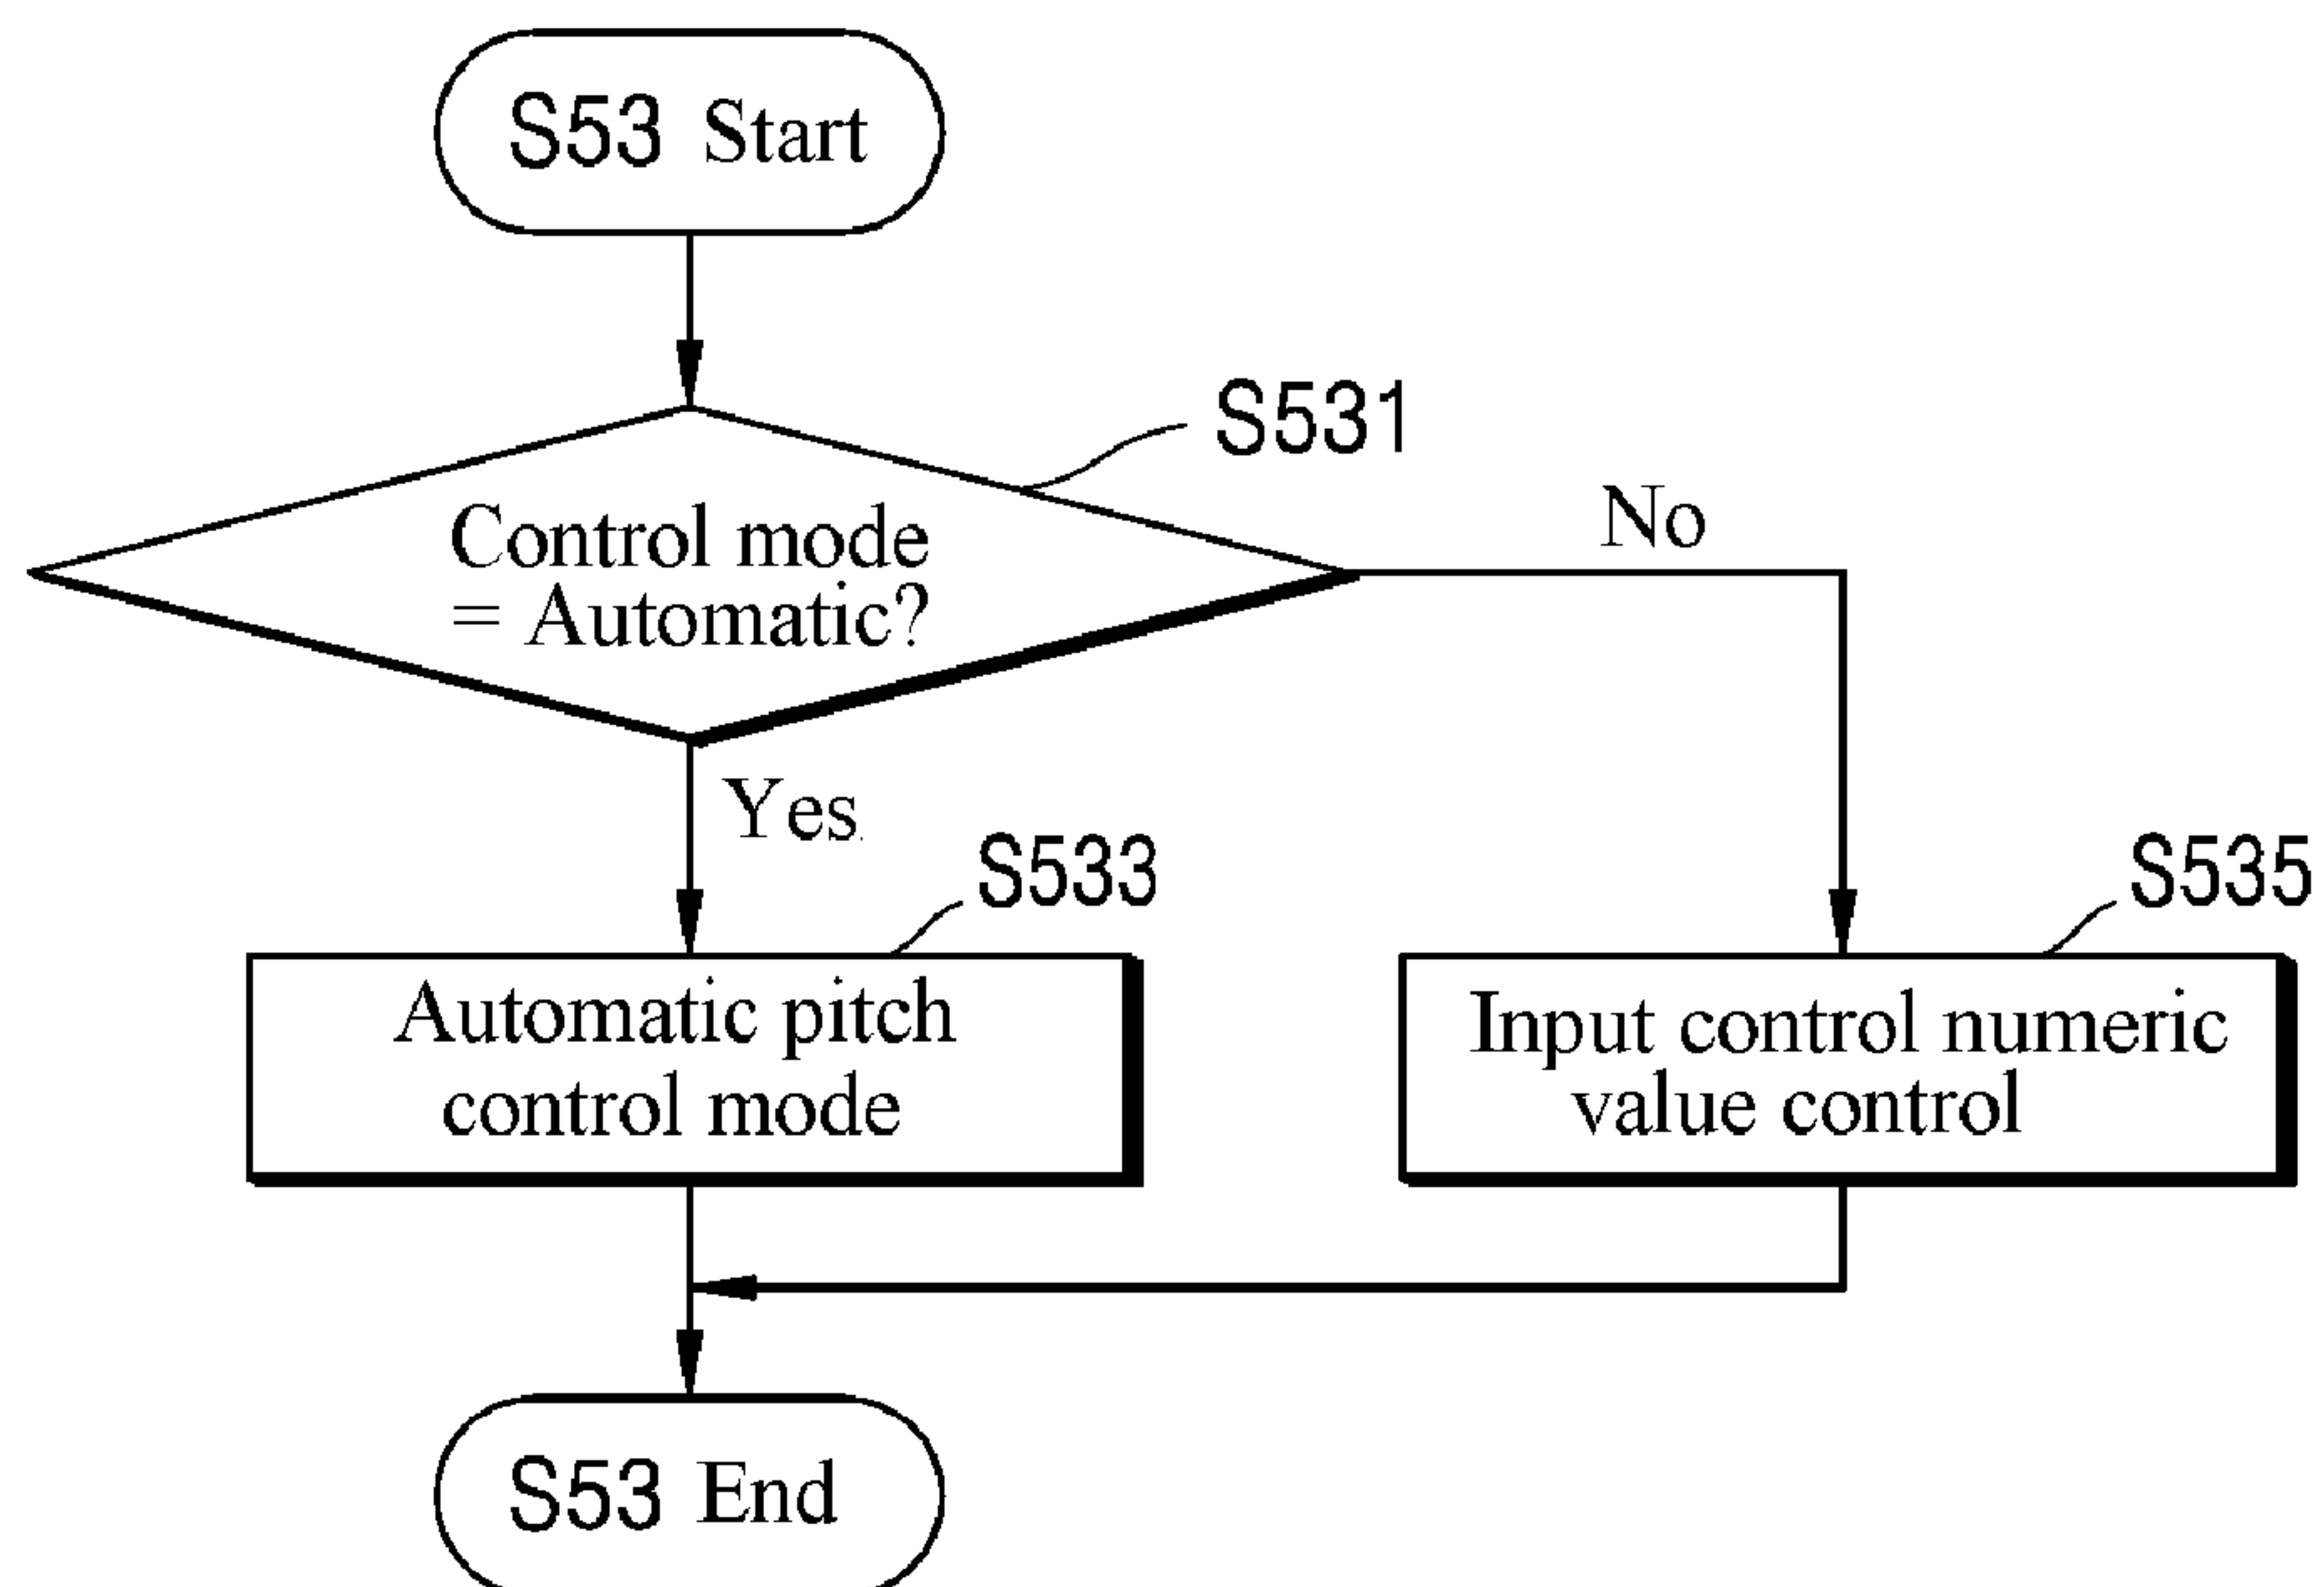 S53 Start
S531
Control mode
= Automatic?
No
Yes
S533
S535
Automatic pitch
control mode
Input control numeric
value control
S53 End